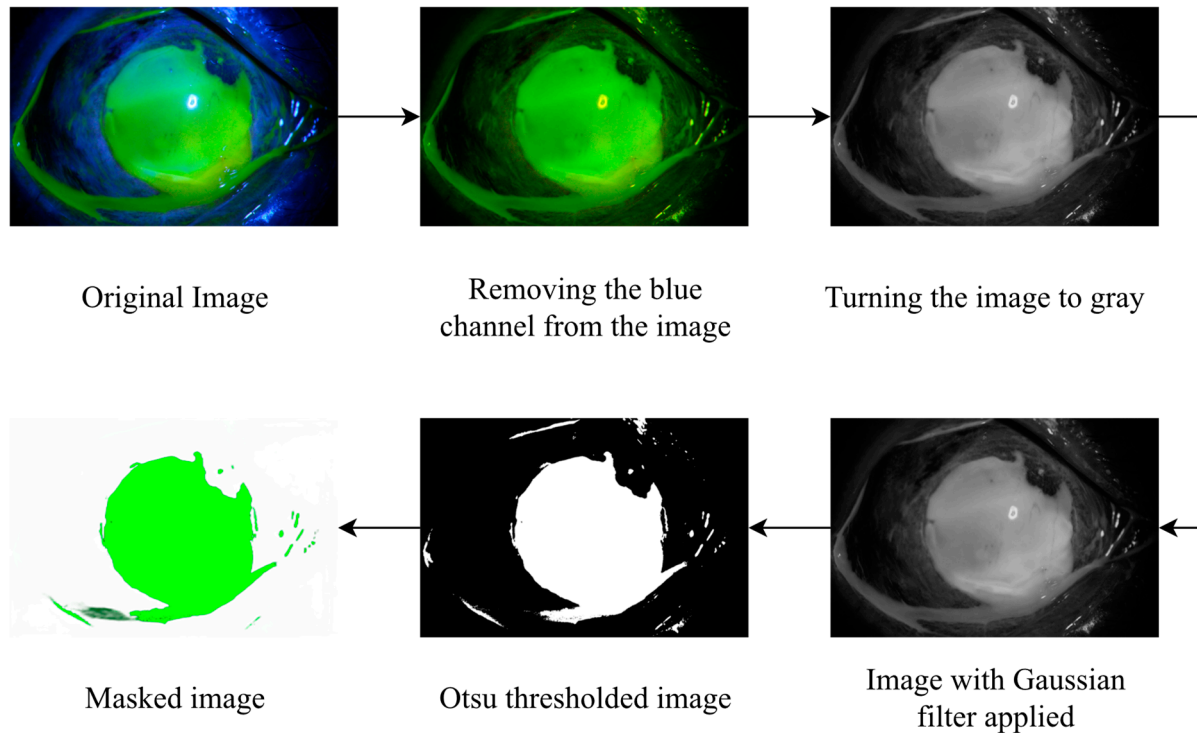 Original Image
Removing the blue
channel from the image
Turning the image to gray
Masked image
Otsu thresholded image
Image with Gaussian
filter applied